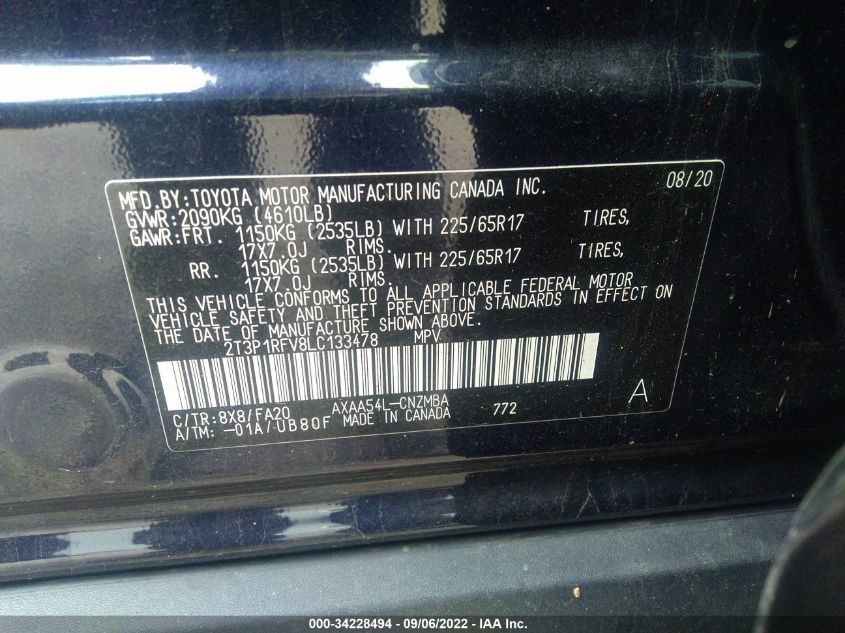 MFD.BY:TOYOTA MOTOR MANUFACTURING CANADA INC. 08/20
GVWR:2090KG (4610LB)
GAWR:FRT. 1150KG (2535LB) WITH 225/65R17 TIRES,
17X7.0J RIMS.
RR. 1150KG (2535LB) WITH 225/65R17 TIRES,
17X7.0J RIMS.
THIS VEHICLE CONFORMS TO ALL APPLICABLE FEDERAL MOTOR
VEHICLE SAFETY AND THEFT PREVENTION STANDARDS IN EFFECT ON
THE DATE OF MANUFACTURE SHOWN ABOVE.
2T3P1RFV8LC133478 MPV
A
C/TR:8X8/FA20 AXAA54L-CNZMBA
A/TM: -01A/UB80F MADE IN CANADA 772
000-34228494 - 09/06/2022 - IAA Inc.